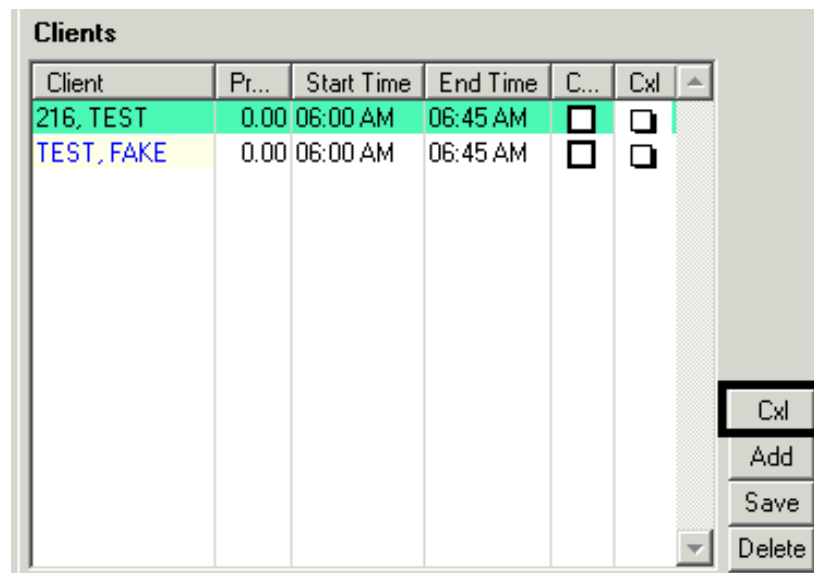 Clients
Client Pr... Start Time End Time C... Cxl
216, TEST 0.00 06:00 AM 06:45 AM
TEST, FAKE 0.00 06:00 AM 06:45 AM
Cxl
Add
Save
Delete